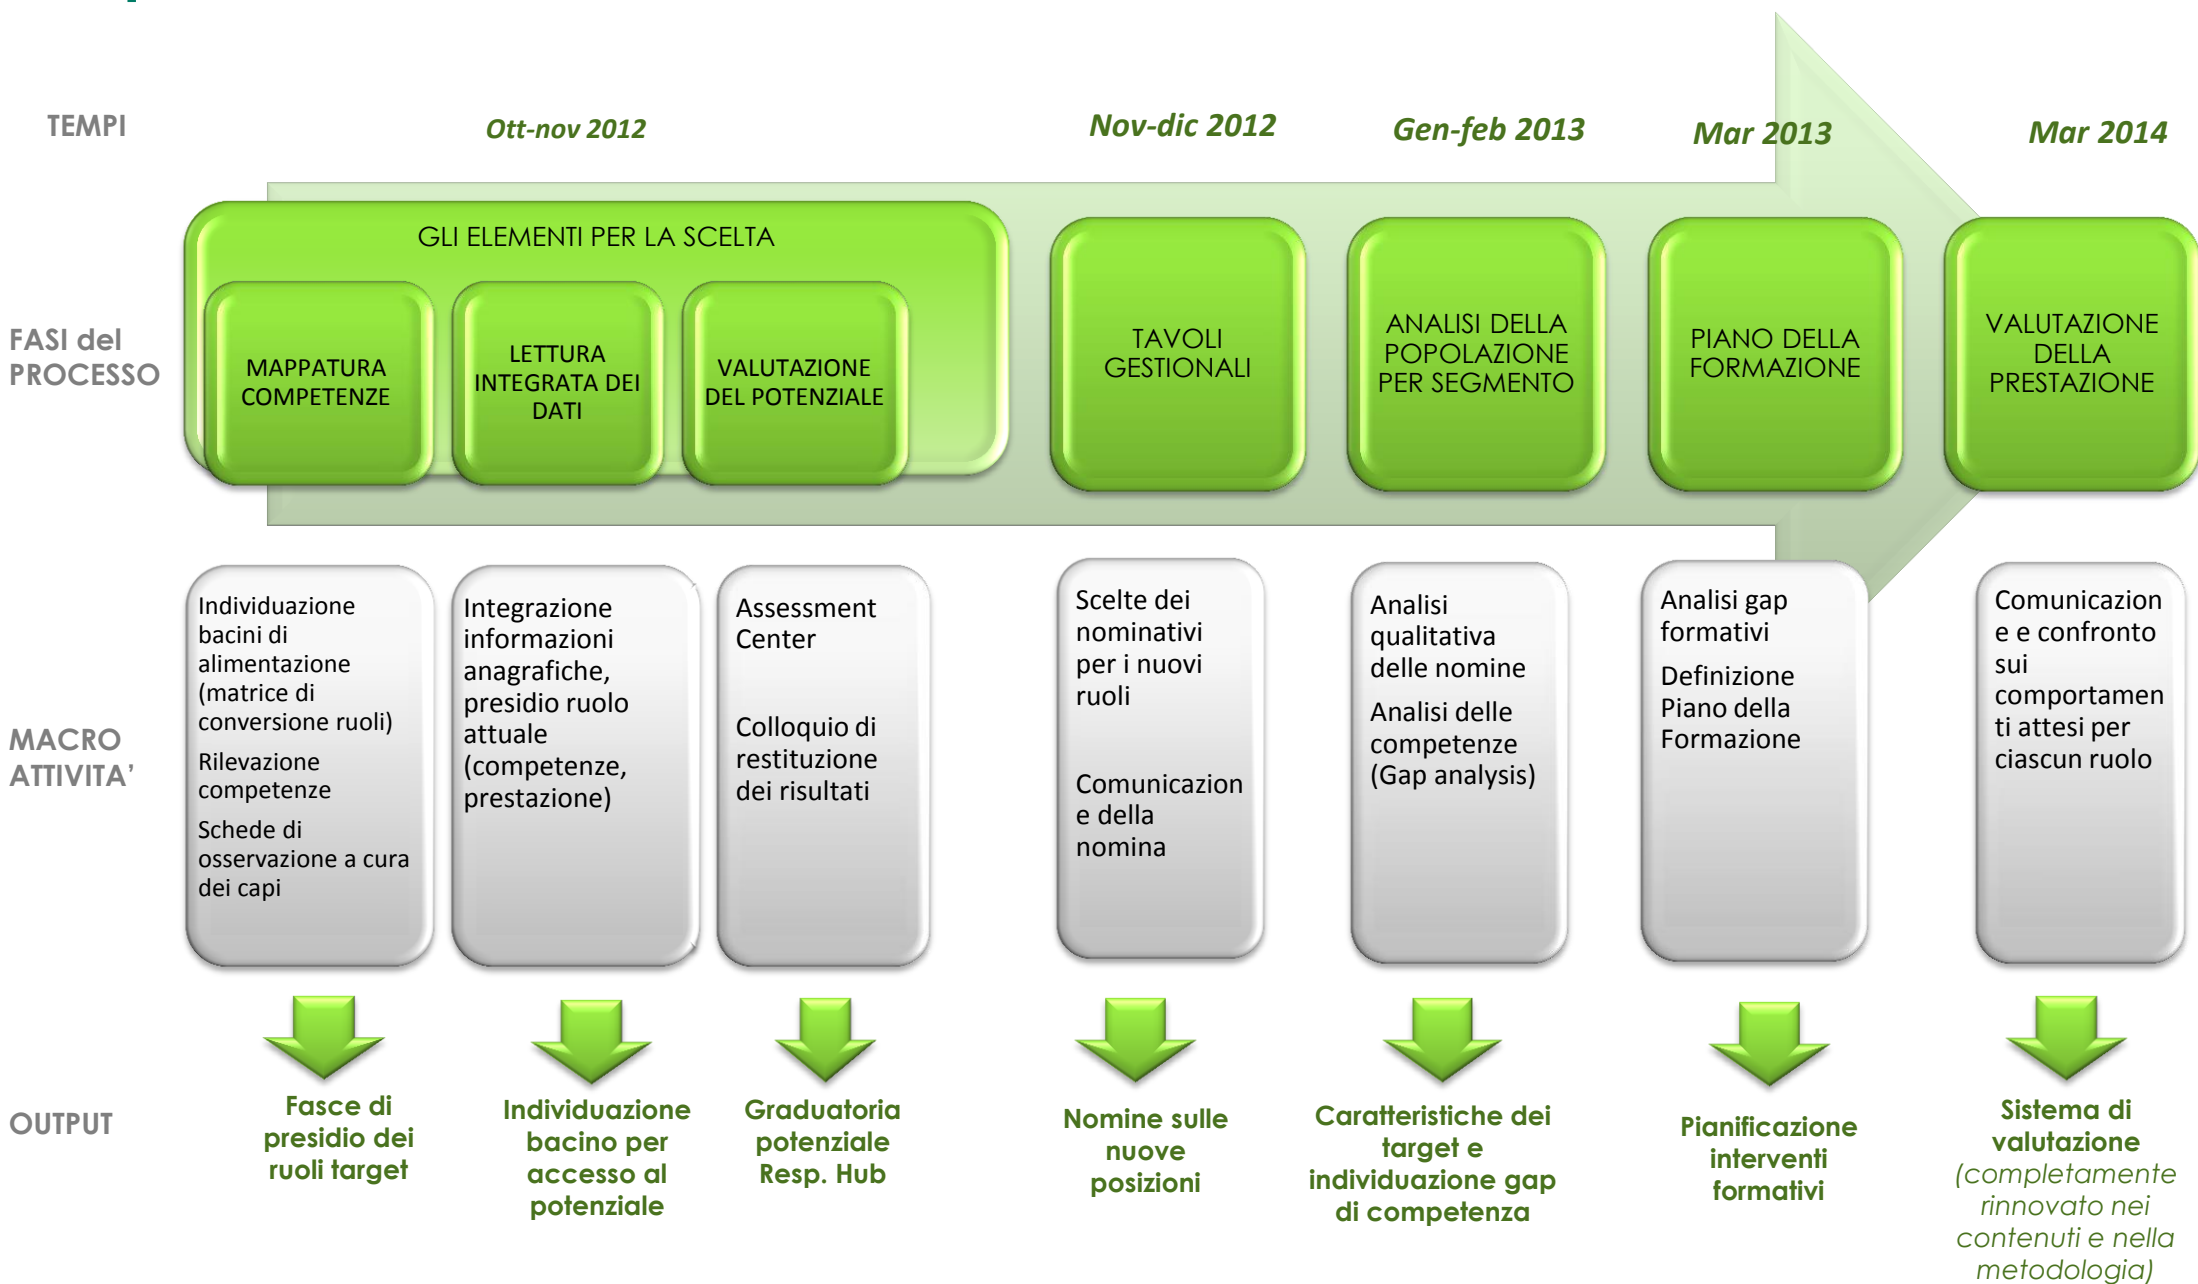 TEMPI
Ott-nov 2012
Nov-dic 2012
Gen-feb 2013
Mar 2013
Mar 2014
FASI del
PROCESSO
GLI ELEMENTI PER LA SCELTA
MAPPATURA
COMPETENZE
LETTURA
INTEGRATA DEI
DATI
VALUTAZIONE
DEL POTENZIALE
TAVOLI
GESTIONALI
ANALISI DELLA
POPOLAZIONE
PER SEGMENTO
PIANO DELLA
FORMAZIONE
VALUTAZIONE
DELLA
PRESTAZIONE
MACRO
ATTIVITA’
Individuazione
bacini di
alimentazione
(matrice di
conversione ruoli)
Rilevazione
competenze
Schede di
osservazione a cura
dei capi
Integrazione
informazioni
anagrafiche,
presidio ruolo
attuale
(competenze,
prestazione)
Assessment
Center
Colloquio di
restituzione
dei risultati
Scelte dei
nominativi
per i nuovi
ruoli
Comunicazion
e della
nomina
Analisi
qualitativa
delle nomine
Analisi delle
competenze
(Gap analysis)
Analisi gap
formativi
Definizione
Piano della
Formazione
Comunicazion
e e confronto
sui
comportamen
ti attesi per
ciascun ruolo
OUTPUT
Fasce di
presidio dei
ruoli target
Individuazione
bacino per
accesso al
potenziale
Graduatoria
potenziale
Resp. Hub
Nomine sulle
nuove
posizioni
Caratteristiche dei
target e
individuazione gap
di competenza
Pianificazione
interventi
formativi
Sistema di
valutazione
(completamente
rinnovato nei
contenuti e nella
metodologia)